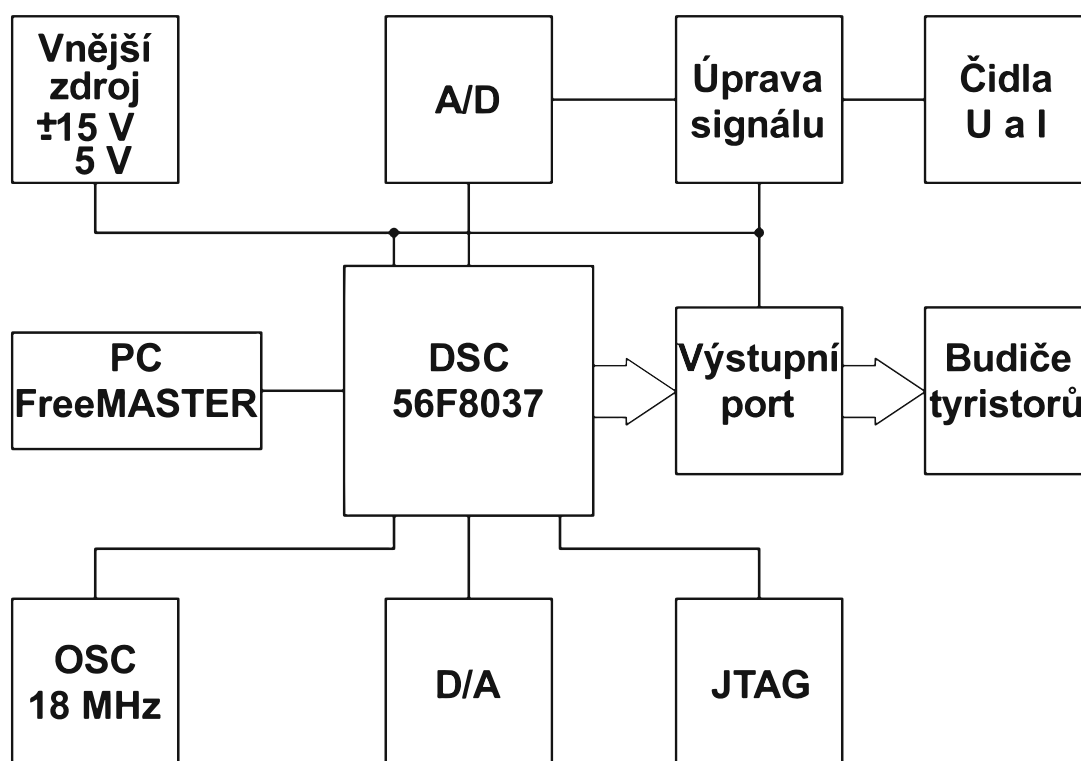 Vnější
zdroj
±15 V
5 V
A/D
Úprava
signálu
Čidla
U a I
PC
FreeMASTER
DSC
56F8037
Výstupní
port
Budiče
tyristorů
OSC
18 MHz
D/A
JTAG